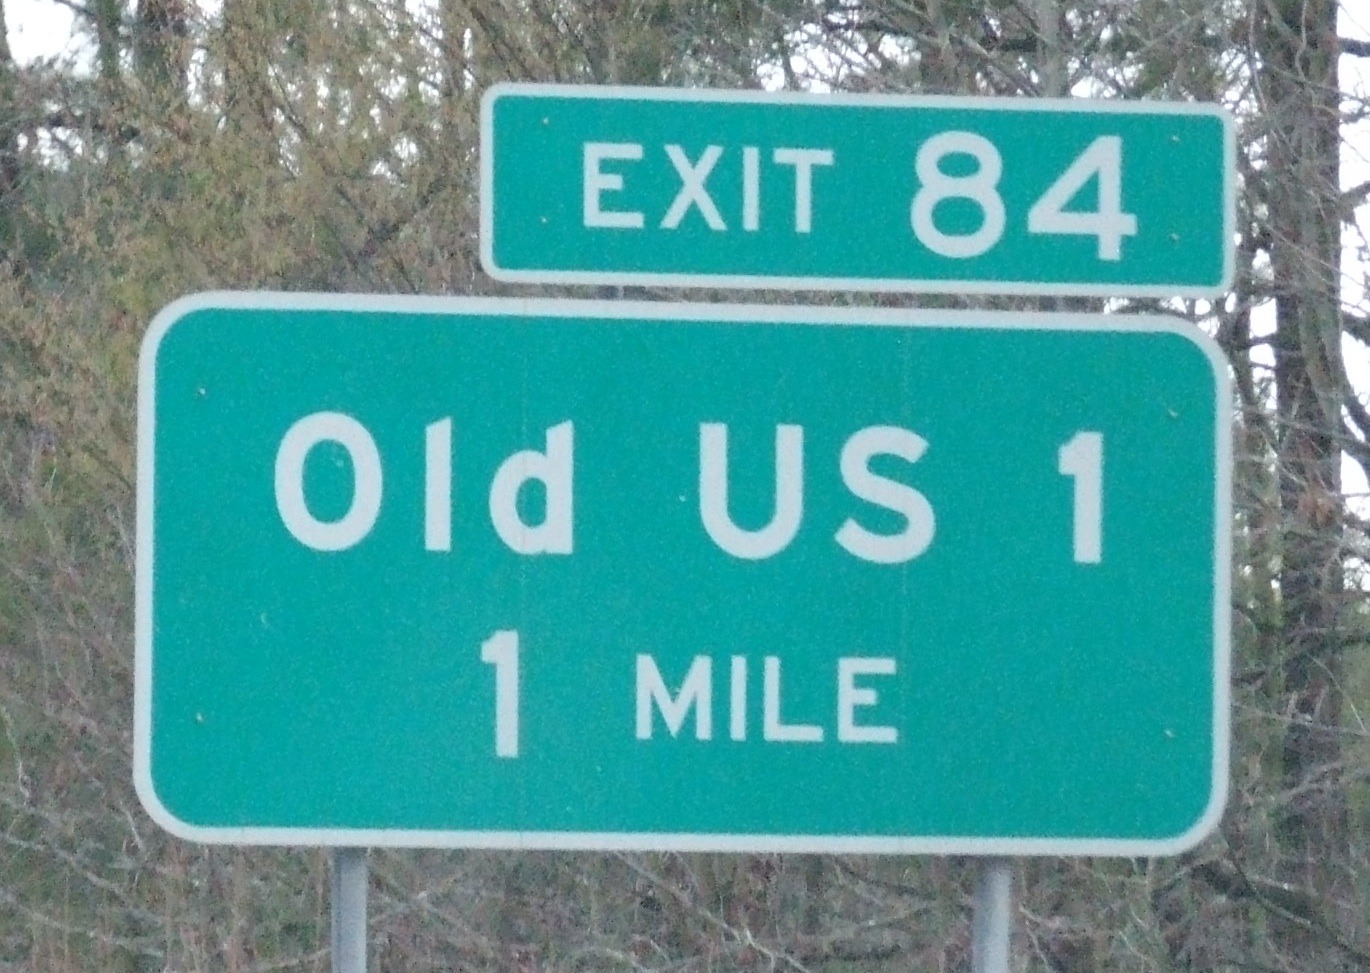 EXIT 84
Old US 1
1 MILE